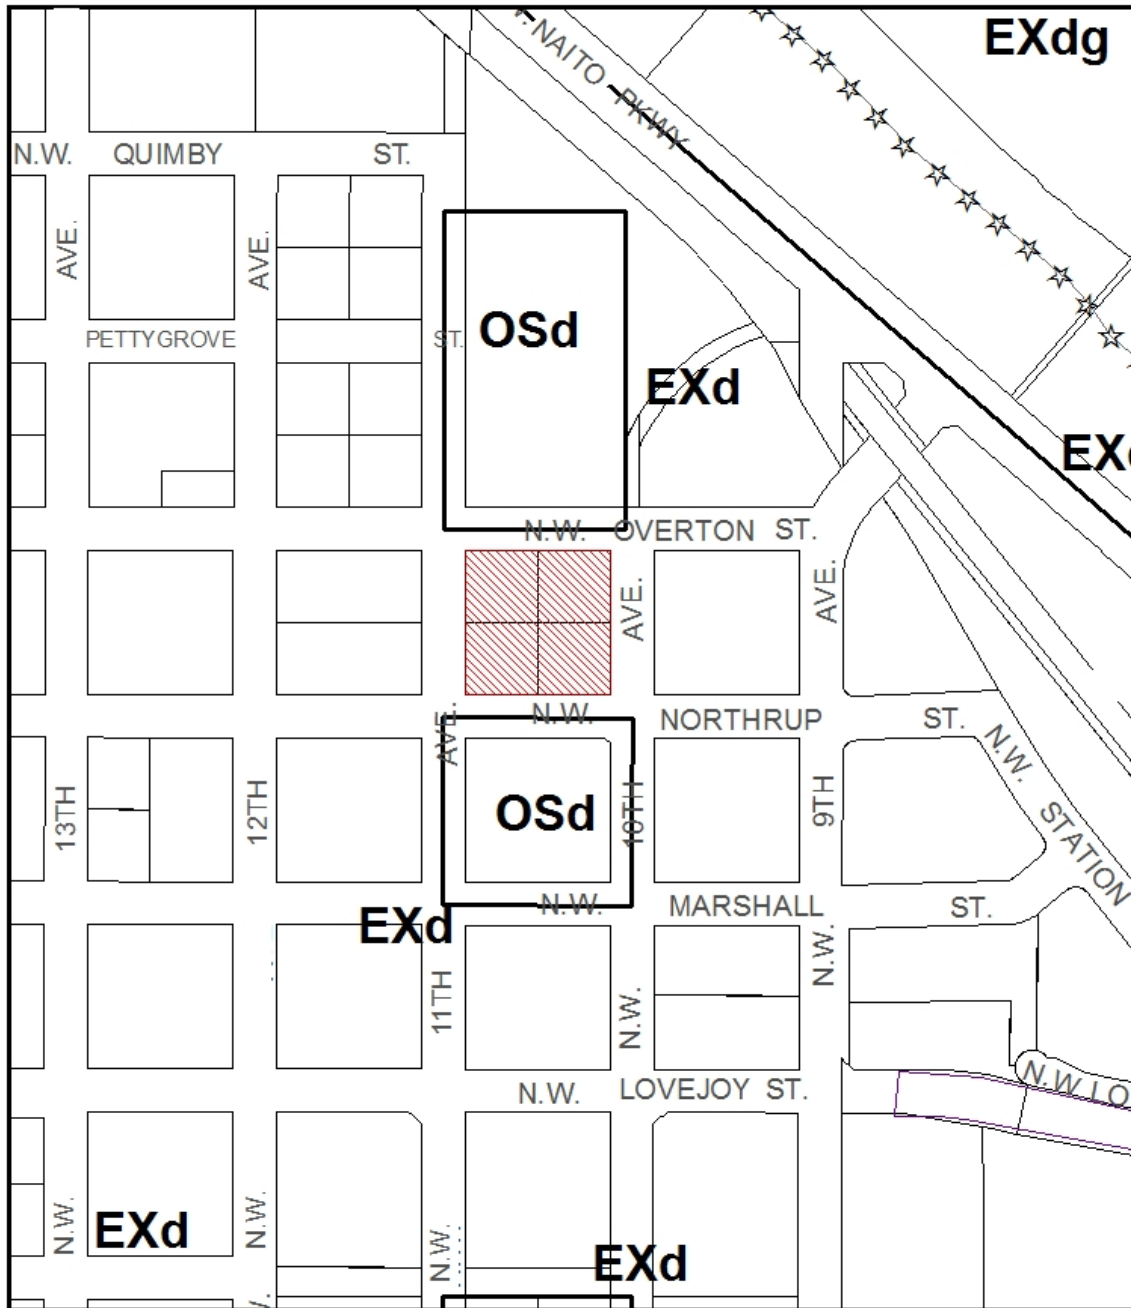 EXdg
N.W. NAITO PKWY
N.W. QUIMBY ST.
AVE.
AVE.
PETTYGROVE ST.
OSd
EXd
N.W. OVERTON ST.
AVE.
AVE.
AVE.
N.W. NORTHRUP ST.
13TH
12TH
OSd
10TH
9TH
N.W. STATION
N.W. MARSHALL ST.
EXd
11TH
N.W.
N.W.
N.W. LOVEJOY ST.
N.W LO
N.W.
EXd
N.W.
N.W.
EXd